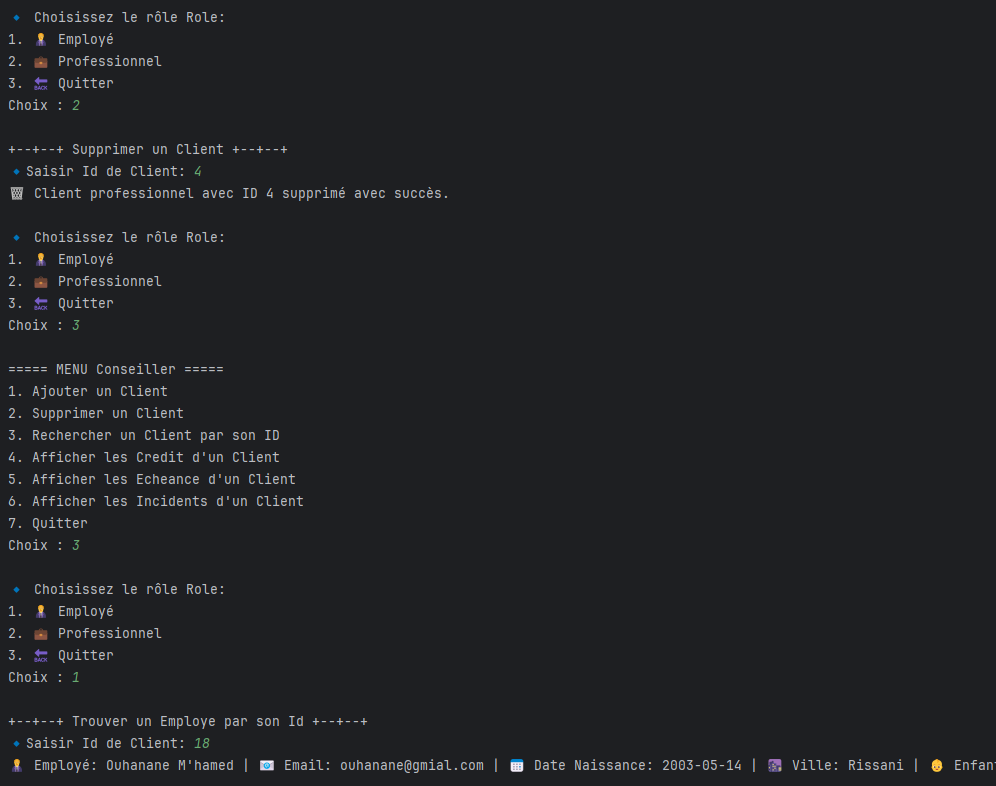 🔹 Choisissez le rôle Role:
1. 👨‍💼 Employé
2. 💼 Professionnel
3. 🔙 Quitter
Choix : 2
+--+--+ Supprimer un Client +--+--+
🔹Saisir Id de Client: 4
🗑 Client professionnel avec ID 4 supprimé avec succès.
🔹 Choisissez le rôle Role:
1. 👨‍💼 Employé
2. 💼 Professionnel
3. 🔙 Quitter
Choix : 3
===== MENU Conseiller =====
1. Ajouter un Client
2. Supprimer un Client
3. Rechercher un Client par son ID
4. Afficher les Credit d'un Client
5. Afficher les Echeance d'un Client
6. Afficher les Incidents d'un Client
7. Quitter
Choix : 3
🔹 Choisissez le rôle Role:
1. 👨‍💼 Employé
2. 💼 Professionnel
3. 🔙 Quitter
Choix : 1
+--+--+ Trouver un Employe par son Id +--+--+
🔹Saisir Id de Client: 18
👨‍💼 Employé: Ouhanane M'hamed | 📧 Email: ouhanane@gmial.com | 📅 Date Naissance: 2003-05-14 | 🌆 Ville: Rissani | 👶 Enfan